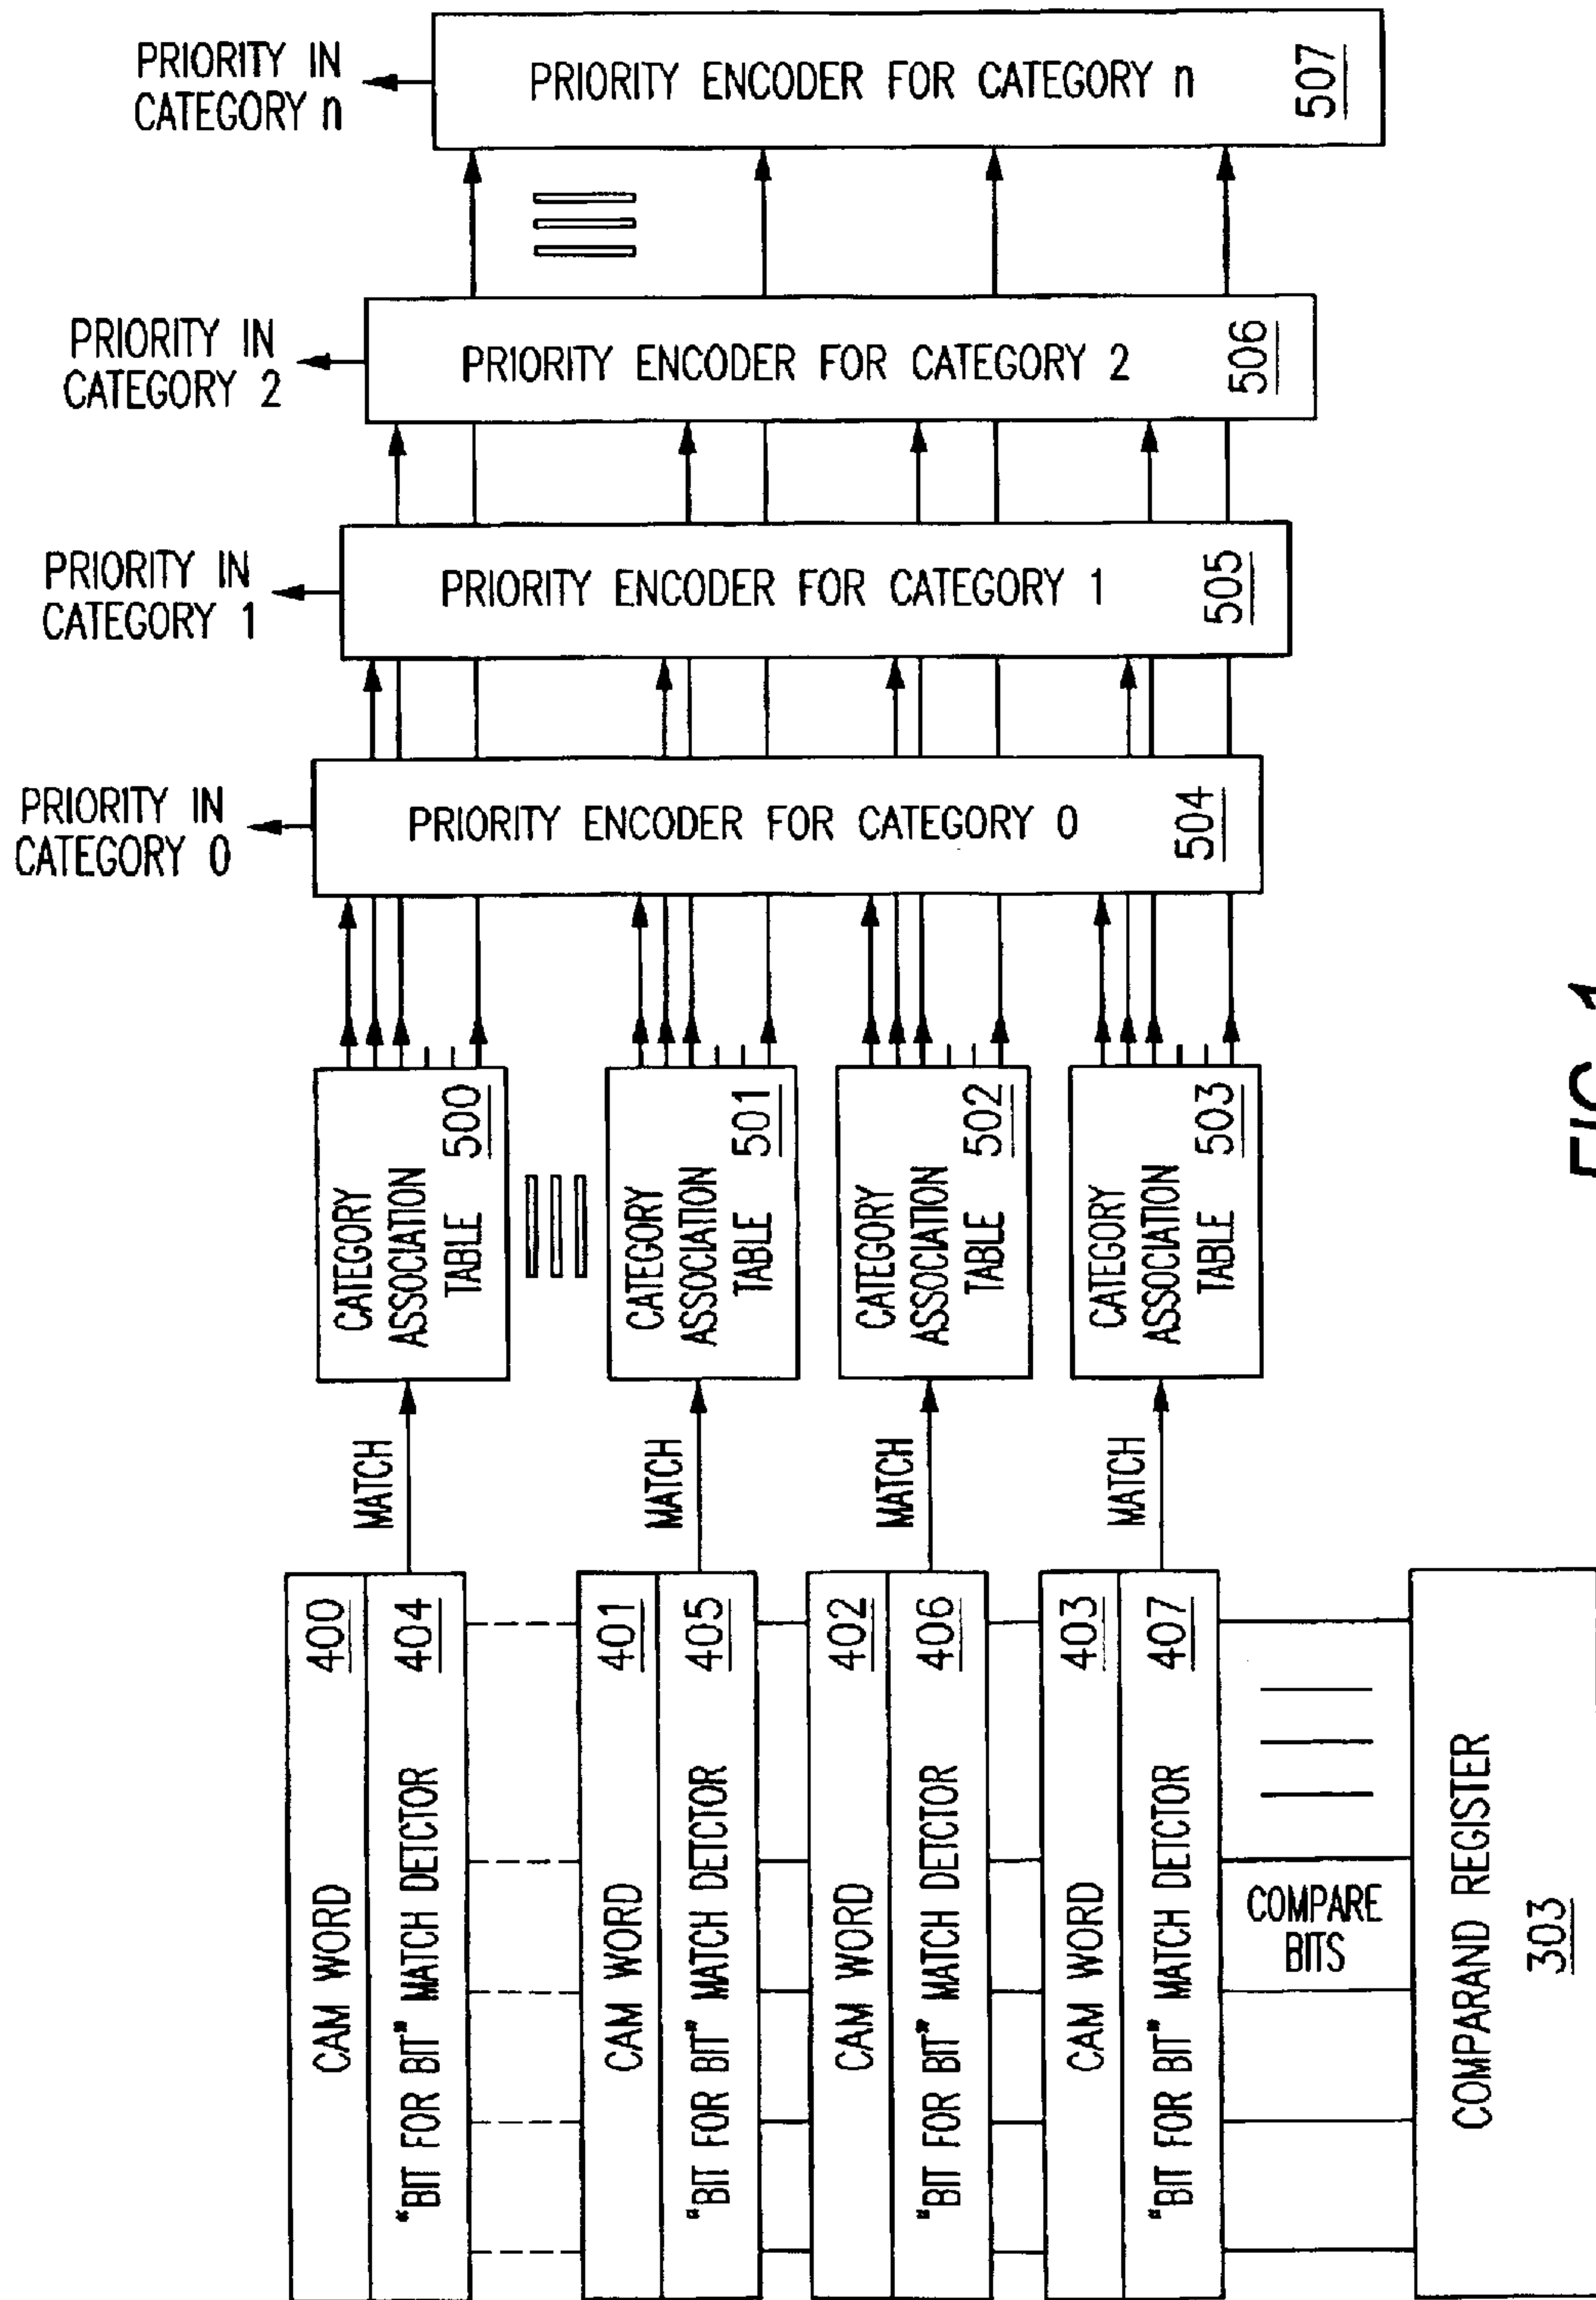 PRIORITY IN
CATEGORY n
PRIORITY ENCODER FOR CATEGORY n
507
PRIORITY IN
CATEGORY 2
PRIORITY ENCODER FOR CATEGORY 2
506
PRIORITY IN
CATEGORY 1
PRIORITY ENCODER FOR CATEGORY 1
505
PRIORITY IN
CATEGORY 0
PRIORITY ENCODER FOR CATEGORY 0
504
CATEGORY
ASSOCIATION
TABLE
500
CATEGORY
ASSOCIATION
TABLE
501
CATEGORY
ASSOCIATION
TABLE
502
CATEGORY
ASSOCIATION
TABLE
503
MATCH
MATCH
MATCH
MATCH
CAM WORD
400
"BIT FOR BIT" MATCH DETCTOR
404
CAM WORD
401
"BIT FOR BIT" MATCH DETCTOR
405
CAM WORD
402
"BIT FOR BIT" MATCH DETCTOR
406
CAM WORD
403
"BIT FOR BIT" MATCH DETCTOR
407
COMPARE
BITS
COMPARAND REGISTER
303